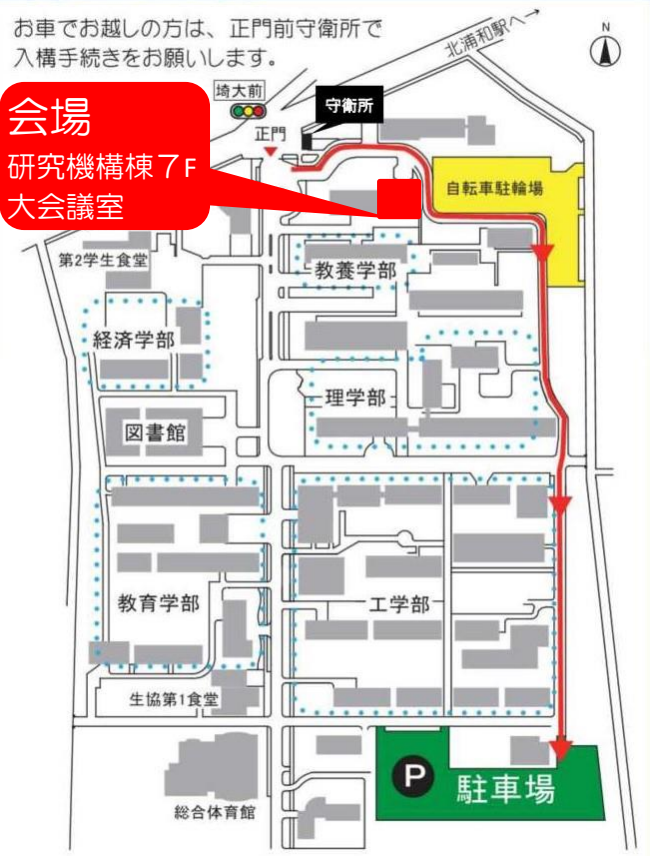 お車でお越しの方は、正門前守衛所で
入構手続きをお願いします。
北浦和駅へ
N
埼大前
守衛所
正門
会場
研究機構棟7F
大会議室
自転車駐輪場
第2学生食堂
教養学部
経済学部
理学部
図書館
教育学部
工学部
生協第1食堂
総合体育館
P
駐車場